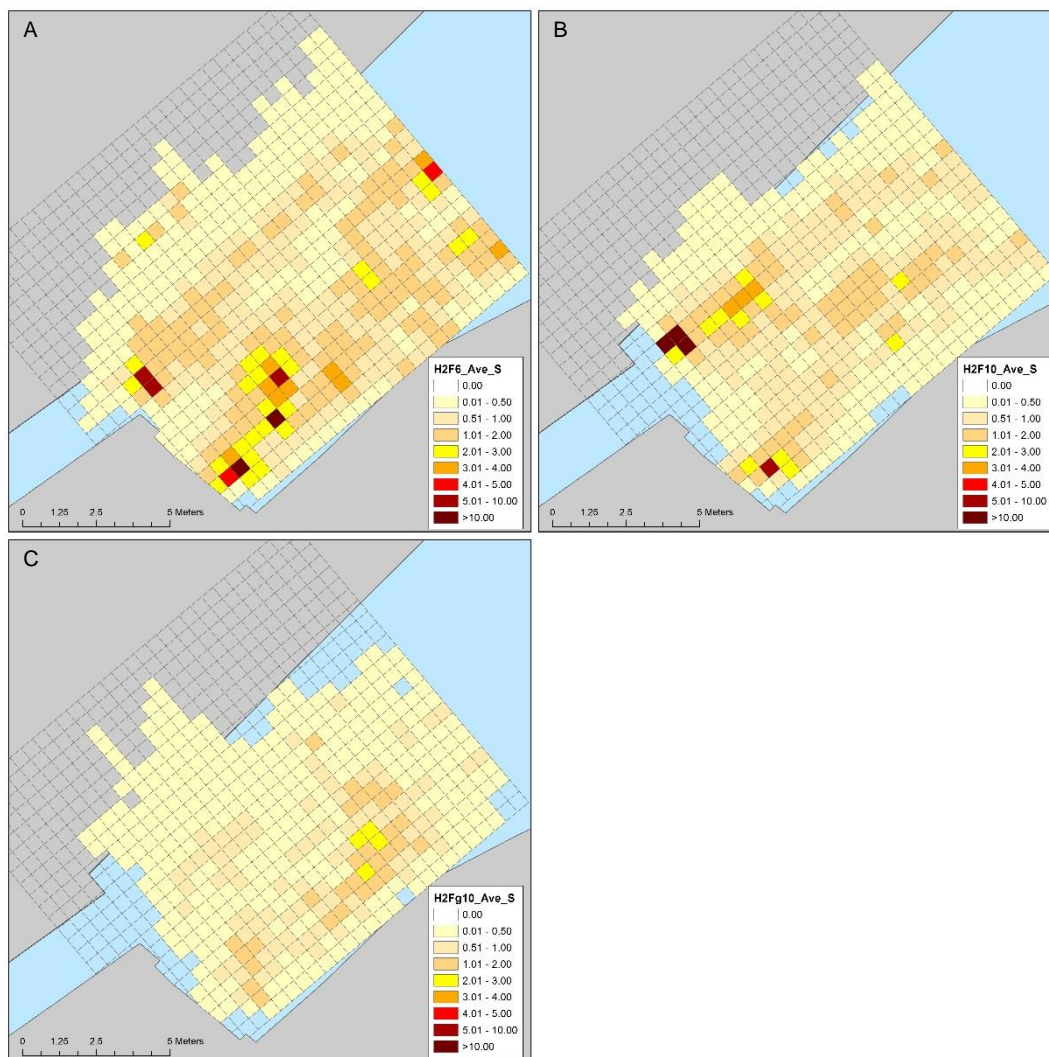 A
H2F6_Ave_S
0.00
0.01 - 0.50
0.51 - 1.00
1.01 - 2.00
2.01 - 3.00
3.01 - 4.00
4.01 - 5.00
5.01 - 10.00
>10.00
0 1.25 2.5 5 Meters
B
H2F10_Ave_S
0.00
0.01 - 0.50
0.51 - 1.00
1.01 - 2.00
2.01 - 3.00
3.01 - 4.00
4.01 - 5.00
5.01 - 10.00
>10.00
0 1.25 2.5 5 Meters
C
H2Fg10_Ave_S
0.00
0.01 - 0.50
0.51 - 1.00
1.01 - 2.00
2.01 - 3.00
3.01 - 4.00
4.01 - 5.00
5.01 - 10.00
>10.00
0 1.25 2.5 5 Meters